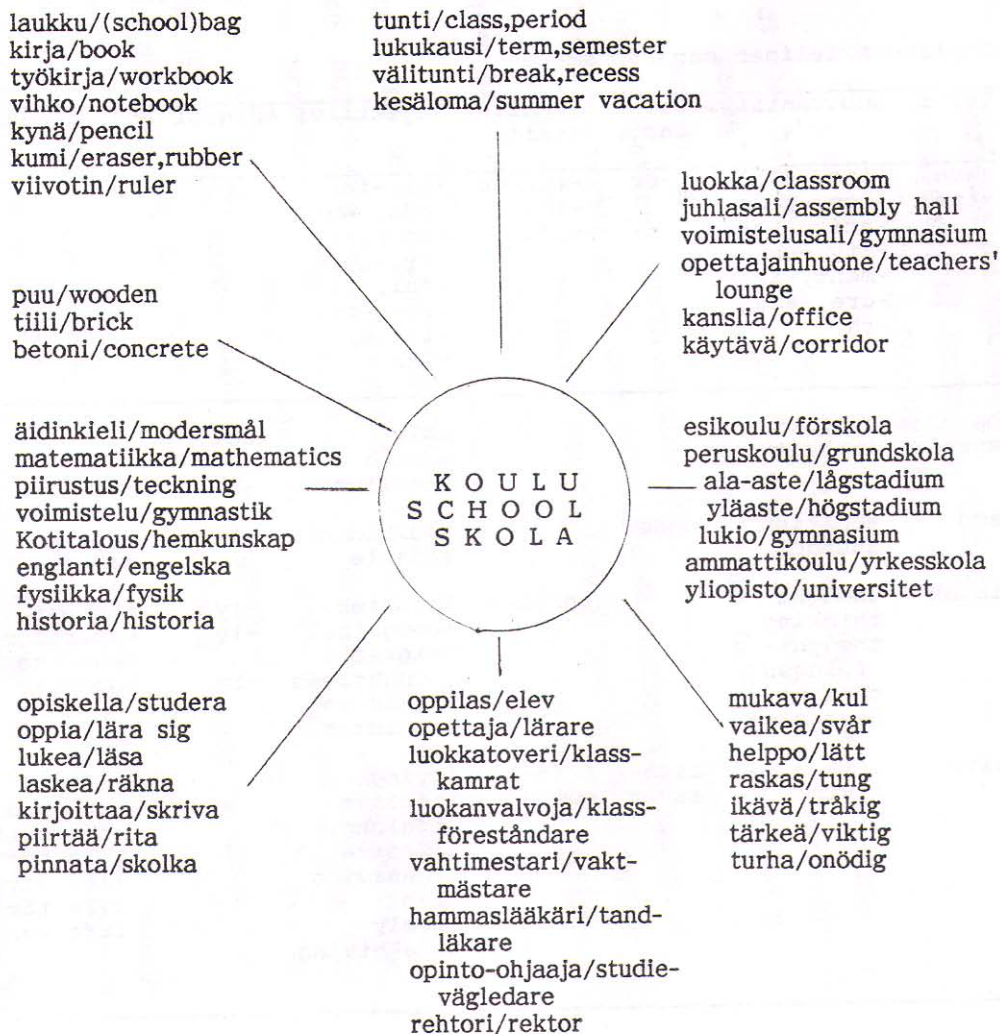 laukku/(school)bag
kirja/book
työkirja/workbook
vihko/notebook
kynä/pencil
kumi/eraser,rubber
viivotin/ruler
tunti/class,period
lukukausi/term,semester
välitunti/break,recess
kesäloma/summer vacation
luokka/classroom
juhlasali/assembly hall
voimistelusali/gymnasium
opettajainhuone/teachers'
lounge
kanslia/office
käytävä/corridor
puu/wooden
tiili/brick
betoni/concrete
äidinkieli/modersmål
matematiikka/mathematics
piirustus/teckning
voimistelu/gymnastik
Kotitalous/hemkunskap
englanti/engelska
fysiikka/fysik
historia/historia
K O U L U
S C H O O L
S K O L A
esikoulu/förskola
peruskoulu/grundskola
ala-aste/lågstadium
yläaste/högstadium
lukio/gymnasium
ammattikoulu/yrkesskola
yliopisto/universitet
opiskella/studera
oppia/lära sig
lukea/läsa
laskea/räkna
kirjoittaa/skriva
piirtää/rita
pinnata/skolka
oppilas/elev
opettaja/lärare
luokkatoveri/klass-
kamrat
luokanvalvoja/klass-
föreståndare
vahtimestari/vakt-
mästare
hammaslääkäri/tand-
läkare
opinto-ohjaaja/studie-
vägledare
rehtori/rektor
mukava/kul
vaikea/svår
helppo/lätt
raskas/tung
ikävä/tråkig
tärkeä/viktig
turha/onödig